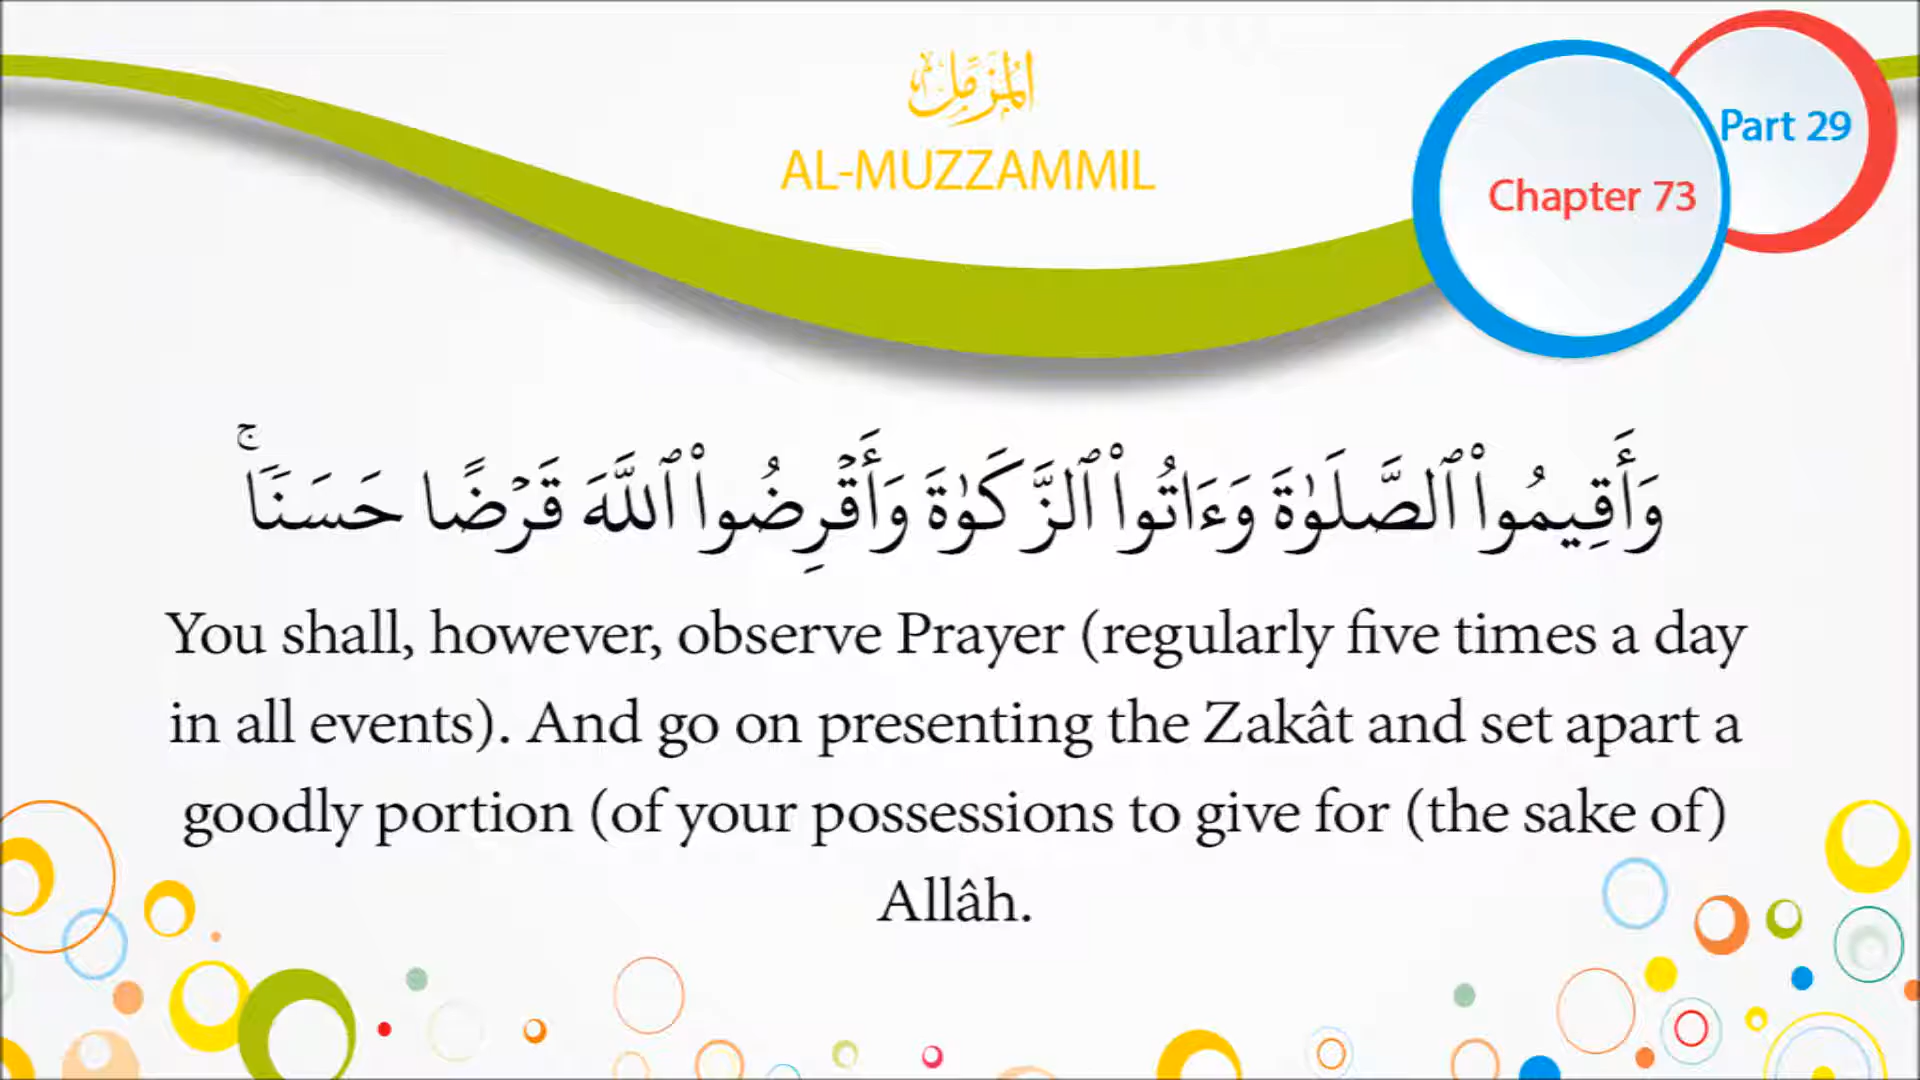 المزمل
AL-MUZZAMMIL
Part 29
Chapter 73
وَأَقِيمُوا۟ ٱلصَّلَوٰةَ وَءَاتُوا۟ ٱلزَّكَوٰةَ وَأَقْرِضُوا۟ ٱللَّهَ قَرْضًا حَسَنًا ۚ
You shall, however, observe Prayer (regularly five times a day
in all events). And go on presenting the Zakât and set apart a
goodly portion (of your possessions to give for (the sake of)
Allâh.